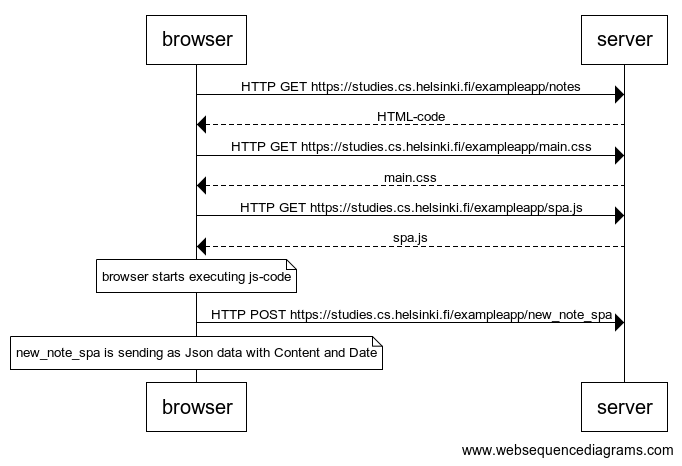 browser server
HTTP GET https://studies.cs.helsinki.fi/exampleapp/notes
HTML-code
HTTP GET https://studies.cs.helsinki.fi/exampleapp/main.css
main.css
HTTP GET https://studies.cs.helsinki.fi/exampleapp/spa.js
spa.js
browser starts executing js-code
HTTP POST https://studies.cs.helsinki.fi/exampleapp/new_note_spa
new_note_spa is sending as Json data with Content and Date
browser server
www.websequencediagrams.com